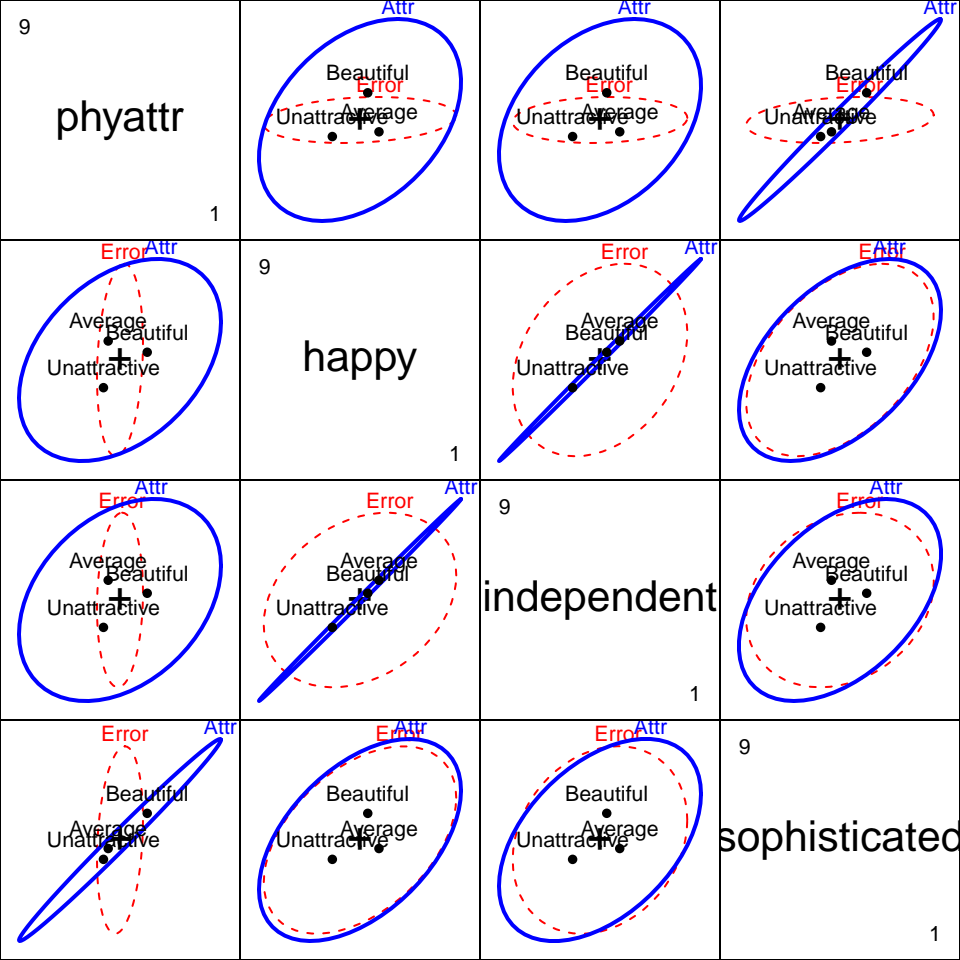 9
phyattr
1
Attr
Beautiful
Error
Average
Unattractive
Attr
Beautiful
Error
Average
Unattractive
Attr
Beautiful
Error
Average
Unattractive
Error
Attr
Average
Beautiful
Unattractive
9
happy
1
Error
Attr
Average
Beautiful
Unattractive
Error
Attr
Average
Beautiful
Unattractive
Attr
Error
Average
Beautiful
Unattractive
Attr
Error
Average
Beautiful
Unattractive
9
independent
1
Attr
Error
Average
Beautiful
Unattractive
Attr
Error
Beautiful
Average
Unattractive
Attr
Error
Beautiful
Average
Unattractive
Attr
Error
Beautiful
Average
Unattractive
9
sophisticated
1